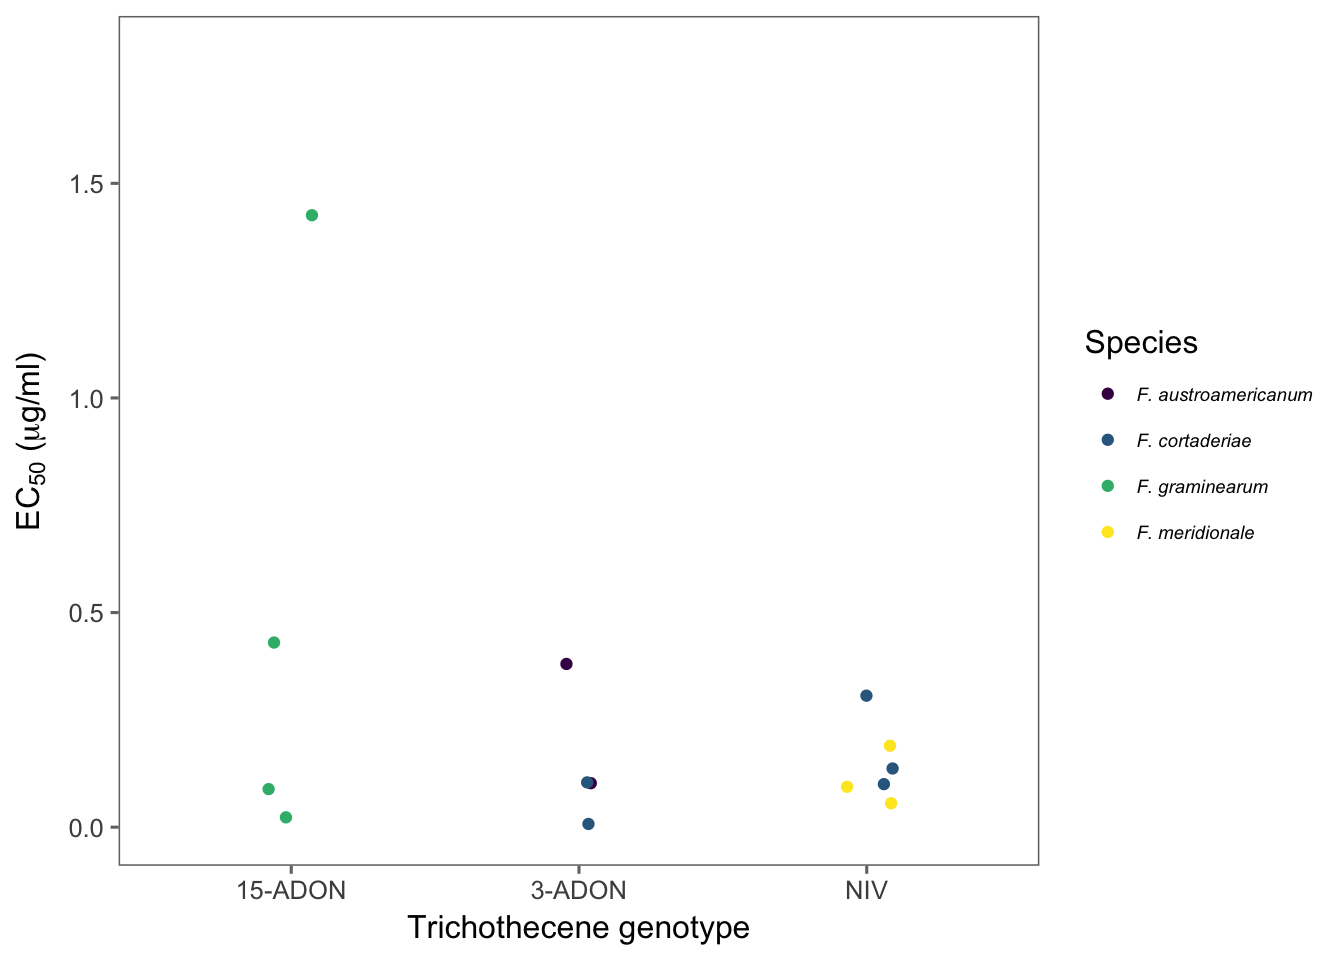 1.5
1.0
0.5
0.0
EC50 (μg/ml)
15-ADON
3-ADON
NIV
Trichothecene genotype
Species
F. austroamericanum
F. cortaderiae
F. graminearum
F. meridionale